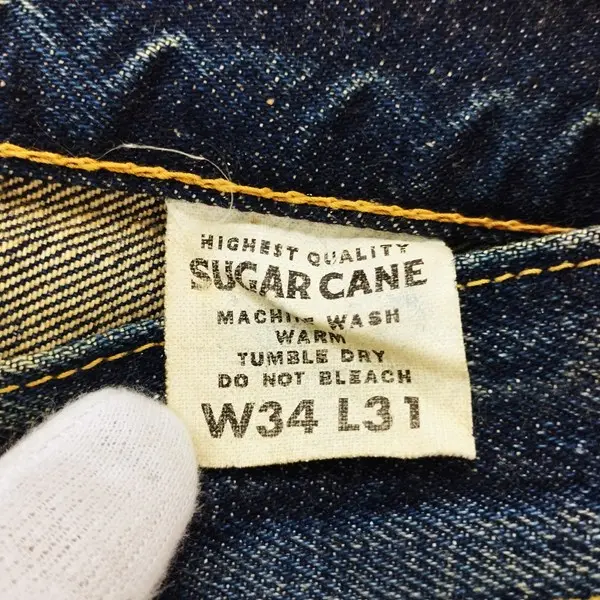 HIGHEST QUALITY
SUGAR CANE
MACHINE WASH
WARM
TUMBLE DRY
DO NOT BLEACH
W34 L31